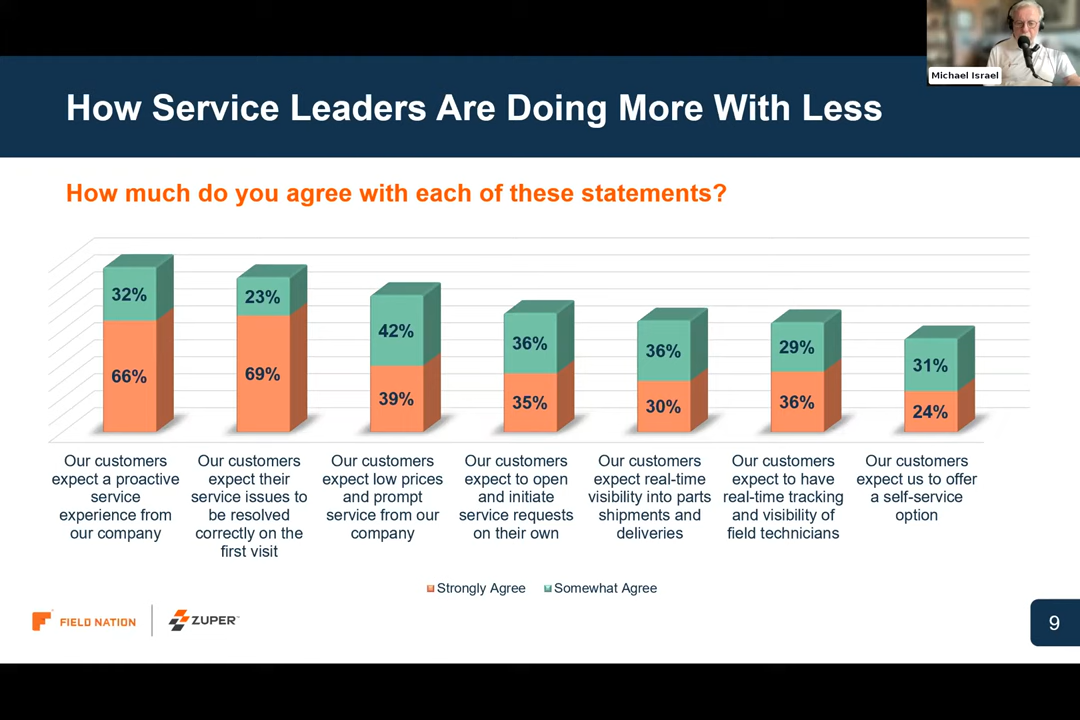 Michael Israel
How Service Leaders Are Doing More With Less
How much do you agree with each of these statements?
32%
66%
23%
69%
42%
39%
36%
35%
36%
30%
29%
36%
31%
24%
Our customers
expect a proactive
service
experience from
our company
Our customers
expect their
service issues to
be resolved
correctly on the
first visit
Our customers
expect low prices
and prompt
service from our
company
Our customers
expect to open
and initiate
service requests
on their own
Our customers
expect real-time
visibility into parts
shipments and
deliveries
Our customers
expect to have
real-time tracking
and visibility of
field technicians
Our customers
expect us to offer
a self-service
option
Strongly Agree
Somewhat Agree
FIELD NATION
ZUPER™
9